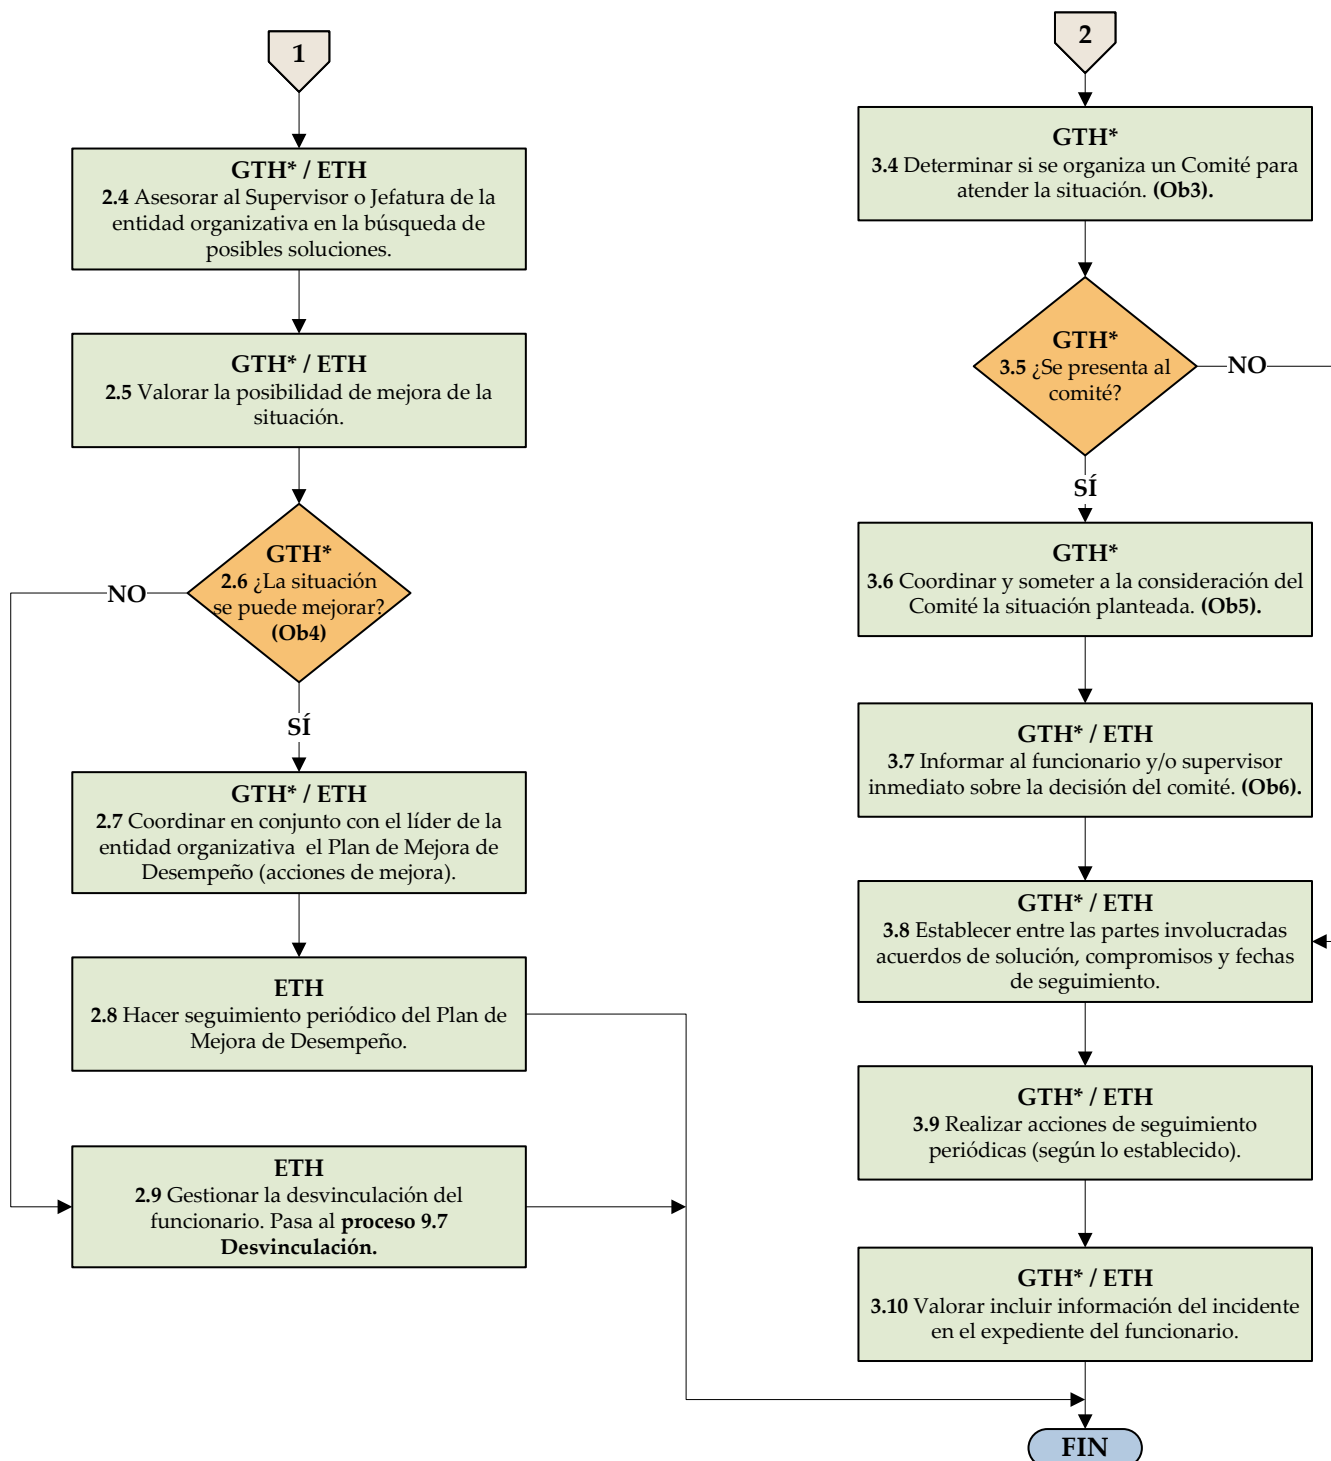 1
GTH* / ETH
2.4 Asesorar al Supervisor o Jefatura de la
entidad organizativa en la búsqueda de
posibles soluciones.
GTH* / ETH
2.5 Valorar la posibilidad de mejora de la
situación.
GTH*
2.6 ¿La situación
se puede mejorar?
(Ob4)
NO
SÍ
GTH* / ETH
2.7 Coordinar en conjunto con el líder de la
entidad organizativa el Plan de Mejora de
Desempeño (acciones de mejora).
ETH
2.8 Hacer seguimiento periódico del Plan de
Mejora de Desempeño.
ETH
2.9 Gestionar la desvinculación del
funcionario. Pasa al proceso 9.7
Desvinculación.
2
GTH*
3.4 Determinar si se organiza un Comité para
atender la situación. (Ob3).
GTH*
3.5 ¿Se presenta al
comité?
NO
SÍ
GTH*
3.6 Coordinar y someter a la consideración del
Comité la situación planteada. (Ob5).
GTH* / ETH
3.7 Informar al funcionario y/o supervisor
inmediato sobre la decisión del comité. (Ob6).
GTH* / ETH
3.8 Establecer entre las partes involucradas
acuerdos de solución, compromisos y fechas
de seguimiento.
GTH* / ETH
3.9 Realizar acciones de seguimiento
periódicas (según lo establecido).
GTH* / ETH
3.10 Valorar incluir información del incidente
en el expediente del funcionario.
FIN